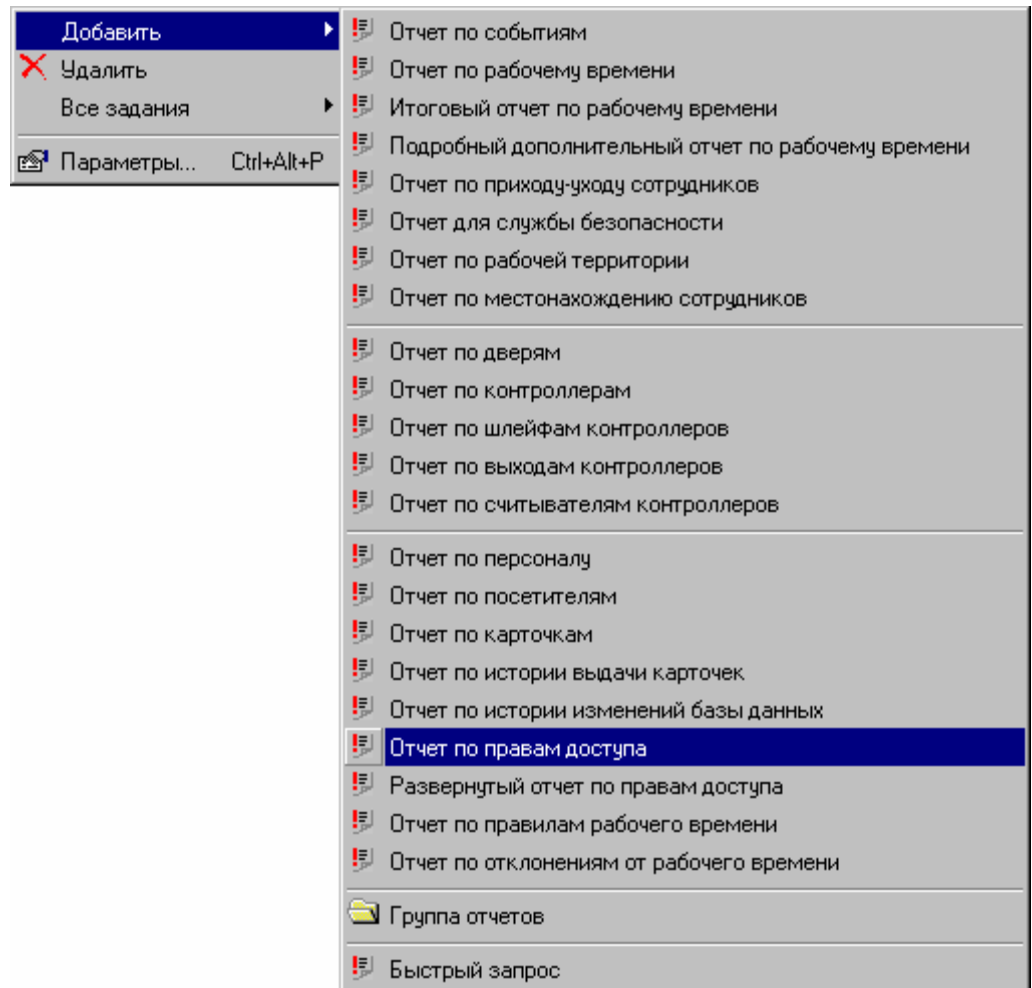 Добавить
Удалить
Все задания
Параметры... Ctrl+Alt+P
Отчет по событиям
Отчет по рабочему времени
Итоговый отчет по рабочему времени
Подробный дополнительный отчет по рабочему времени
Отчет по приходу-уходу сотрудников
Отчет для службы безопасности
Отчет по рабочей территории
Отчет по местонахождению сотрудников
Отчет по дверям
Отчет по контроллерам
Отчет по шлейфам контроллеров
Отчет по выходам контроллеров
Отчет по считывателям контроллеров
Отчет по персоналу
Отчет по посетителям
Отчет по карточкам
Отчет по истории выдачи карточек
Отчет по истории изменений базы данных
Отчет по правам доступа
Развернутый отчет по правам доступа
Отчет по правилам рабочего времени
Отчет по отклонениям от рабочего времени
Группа отчетов
Быстрый запрос